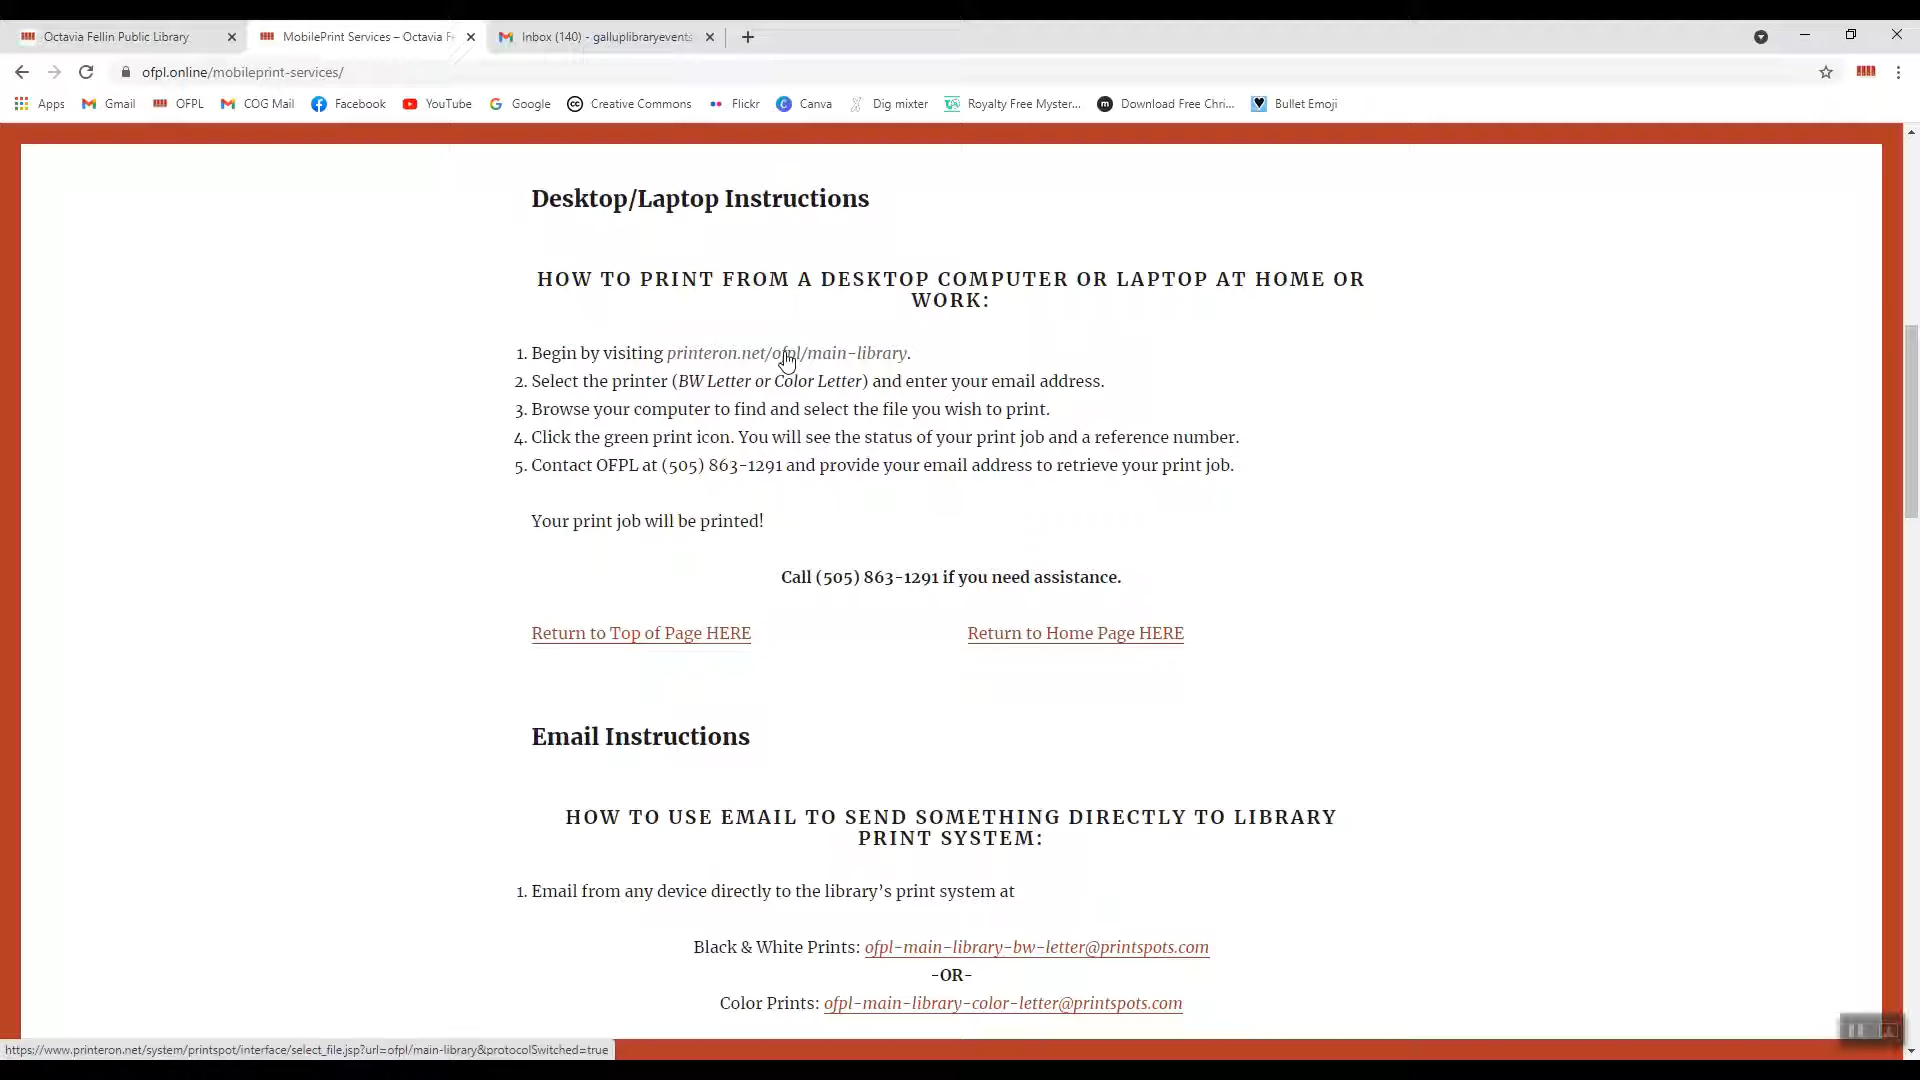 Octavia Fellin Public Library
MobilePrint Services – Octavia Fe
Inbox (140) - galluplibraryevents
ofpl.online/mobileprint-services/
Apps Gmail OFPL COG Mail Facebook YouTube Google Creative Commons Flickr Canva Dig mixter Royalty Free Myster... Download Free Chri... Bullet Emoji
Desktop/Laptop Instructions
HOW TO PRINT FROM A DESKTOP COMPUTER OR LAPTOP AT HOME OR
WORK:
1. Begin by visiting printeron.net/ofpl/main-library.
2. Select the printer (BW Letter or Color Letter) and enter your email address.
3. Browse your computer to find and select the file you wish to print.
4. Click the green print icon. You will see the status of your print job and a reference number.
5. Contact OFPL at (505) 863-1291 and provide your email address to retrieve your print job.
Your print job will be printed!
Call (505) 863-1291 if you need assistance.
Return to Top of Page HERE Return to Home Page HERE
Email Instructions
HOW TO USE EMAIL TO SEND SOMETHING DIRECTLY TO LIBRARY
PRINT SYSTEM:
1. Email from any device directly to the library’s print system at
Black & White Prints: ofpl-main-library-bw-letter@printspots.com
-OR-
Color Prints: ofpl-main-library-color-letter@printspots.com
https://www.printeron.net/system/printspot/interface/select_file.jsp?url=ofpl/main-library&protocolSwitched=true